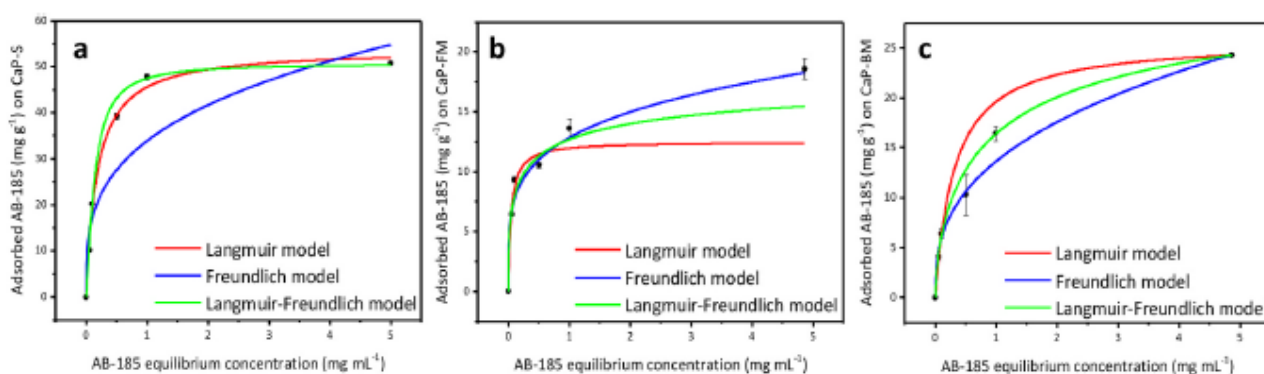 a
Adsorbed AB-185 (mg g⁻¹) on CaP-S
60
50
40
30
20
10
0
Langmuir model
Freundlich model
Langmuir-Freundlich model
0 1 2 3 4 5
AB-185 equilibrium concentration (mg mL⁻¹)
b
Adsorbed AB-185 (mg g⁻¹) on CaP-FM
20
15
10
5
0
Langmuir model
Freundlich model
Langmuir-Freundlich model
0 1 2 3 4 5
AB-185 equilibrium concentration (mg mL⁻¹)
c
Adsorbed AB-185 (mg g⁻¹) on CaP-BM
25
20
15
10
5
0
Langmuir model
Freundlich model
Langmuir-Freundlich mode
0 1 2 3 4 5
AB-185 equilibrium concentration (mg mL⁻¹)